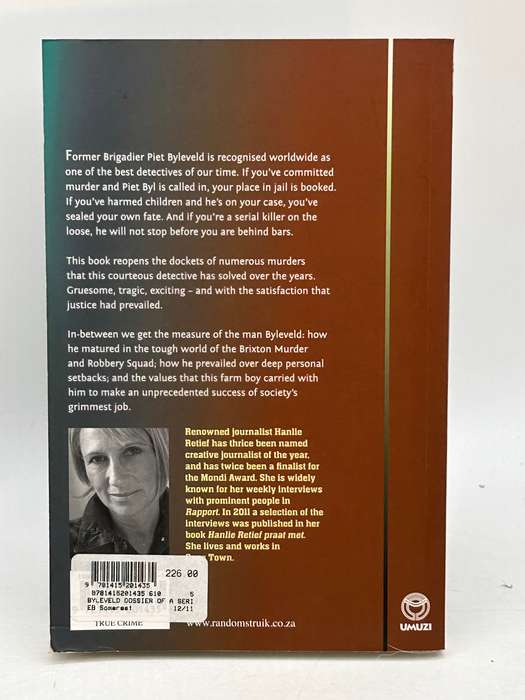 Former Brigadier Piet Byleveld is recognised worldwide as
one of the best detectives of our time. If you've committed
murder and Piet Byl is called in, your place in jail is booked.
If you've harmed children and he's on your case, you've
sealed your own fate. And if you're a serial killer on the
loose, he will not stop before you are behind bars.
This book reopens the dockets of numerous murders
that this courteous detective has solved over the years.
Gruesome, tragic, exciting – and with the satisfaction that
justice had prevailed.
In-between we get the measure of the man Byleveld: how
he matured in the tough world of the Brixton Murder
and Robbery Squad; how he prevailed over deep personal
setbacks; and the values that this farm boy carried with
him to make an unprecedented success of society's
grimmest job.
Renowned journalist Hanlie
Retief has thrice been named
creative journalist of the year,
and has twice been a finalist for
the Mondi Award. She is widely
known for her weekly interviews
with prominent people in
Rapport. In 2011 a selection of the
interviews was published in her
book Hanlie Retief praat met.
She lives and works in
Town.
226 00
9 781415 201435
B781415201435 610 5
BYLEVELD DOSSIER OF A SERI
EB Somerset 12/11
TRUE CRIME
www.randomstruik.co.za
UMUZI